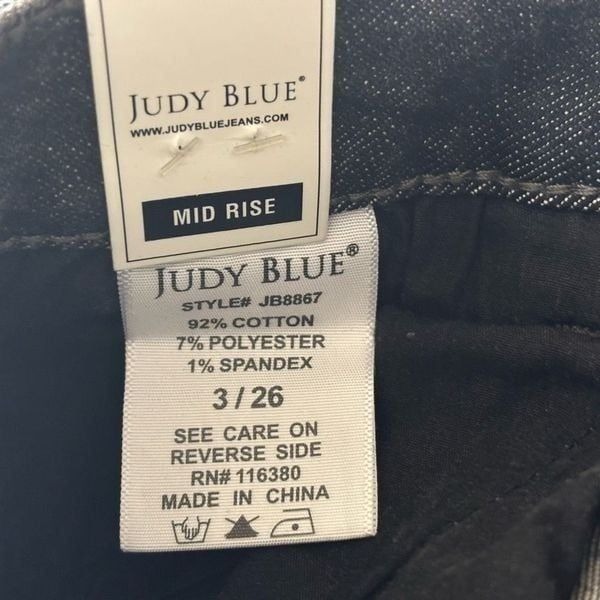 JUDY BLUE®
WWW.JUDYBLUEJEANS.COM
MID RISE
JUDY BLUE®
STYLE# JB8867
92% COTTON
7% POLYESTER
1% SPANDEX
3 / 26
SEE CARE ON
REVERSE SIDE
RN# 116380
MADE IN CHINA